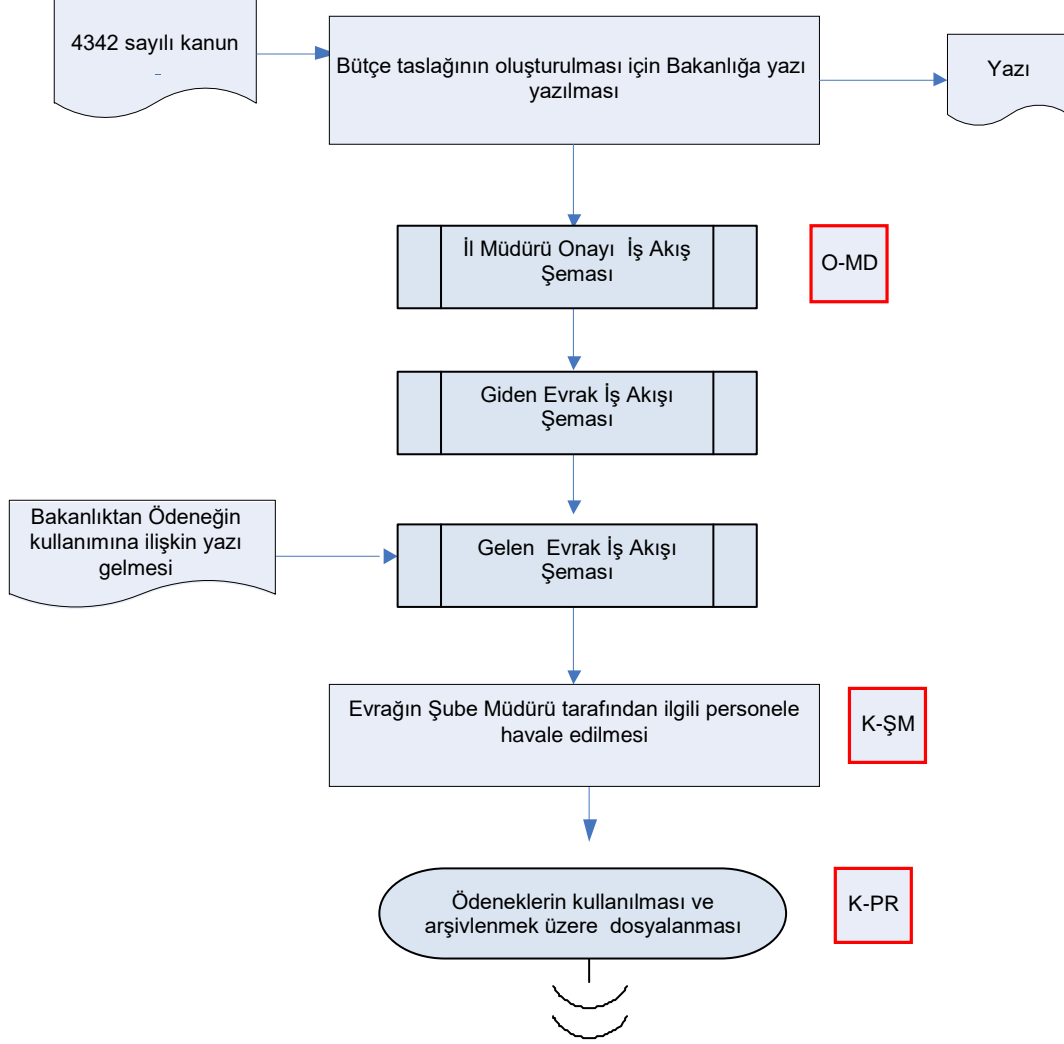 4342 sayılı kanun
Bütçe taslağının oluşturulması için Bakanlığa yazı
yazılması
Yazı
İl Müdürü Onayı İş Akış
Şeması
O-MD
Giden Evrak İş Akışı
Şeması
Bakanlıktan Ödeneğin
kullanımına ilişkin yazı
gelmesi
Gelen Evrak İş Akışı
Şeması
Evrağın Şube Müdürü tarafından ilgili personele
havale edilmesi
K-ŞM
Ödeneklerin kullanılması ve
arşivlenmek üzere dosyalanması
K-PR